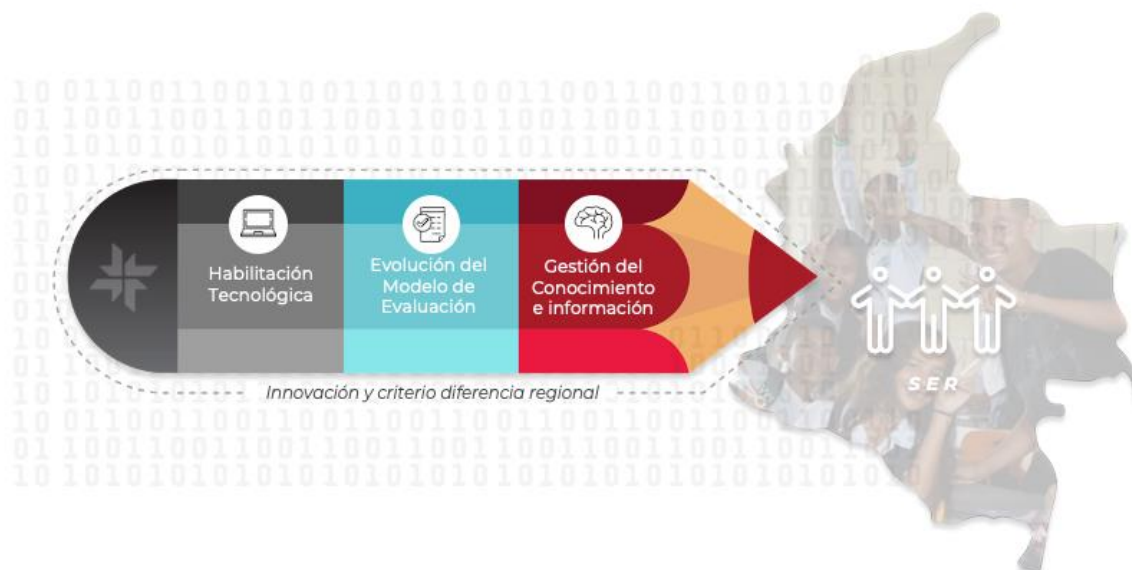 Habilitación
Tecnológica
Evolución del
Modelo de
Evaluación
Gestión del
Conocimiento
e información
SER
Innovación y criterio diferencia regional